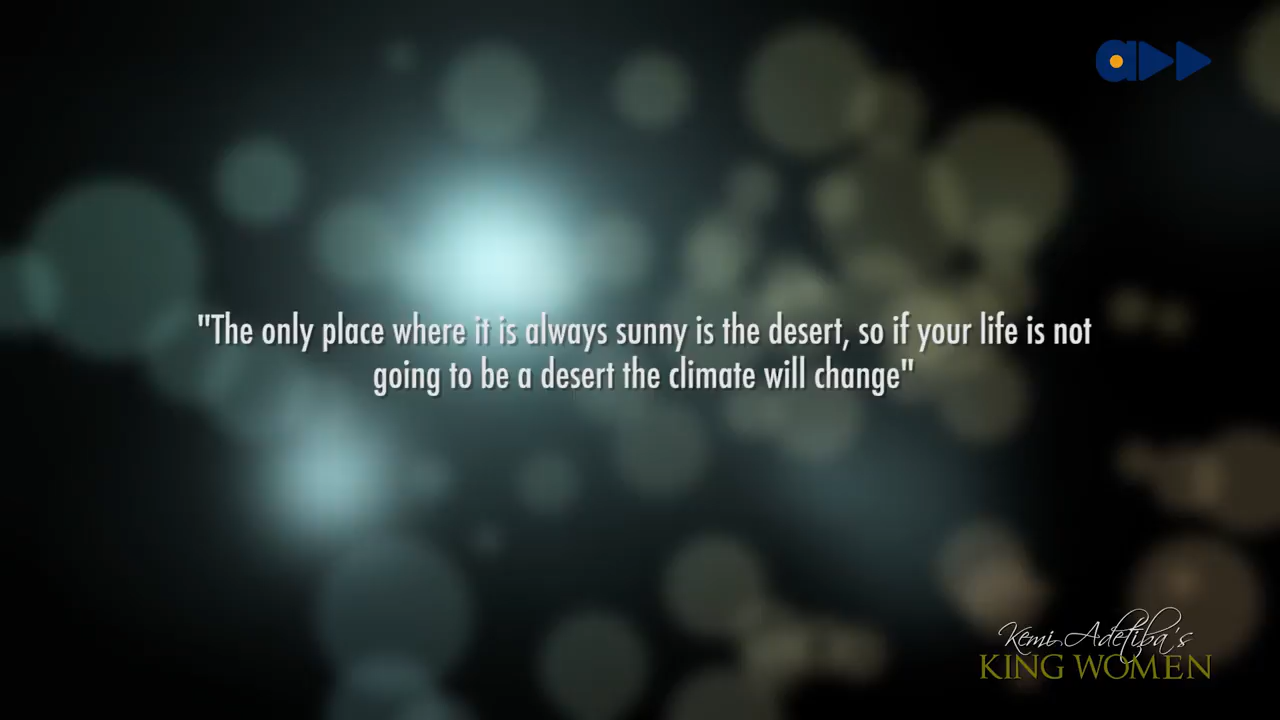 "The only place where it is always sunny is the desert, so if your life is not
going to be a desert the climate will change"
Kemi Adetiba's
KING WOMEN